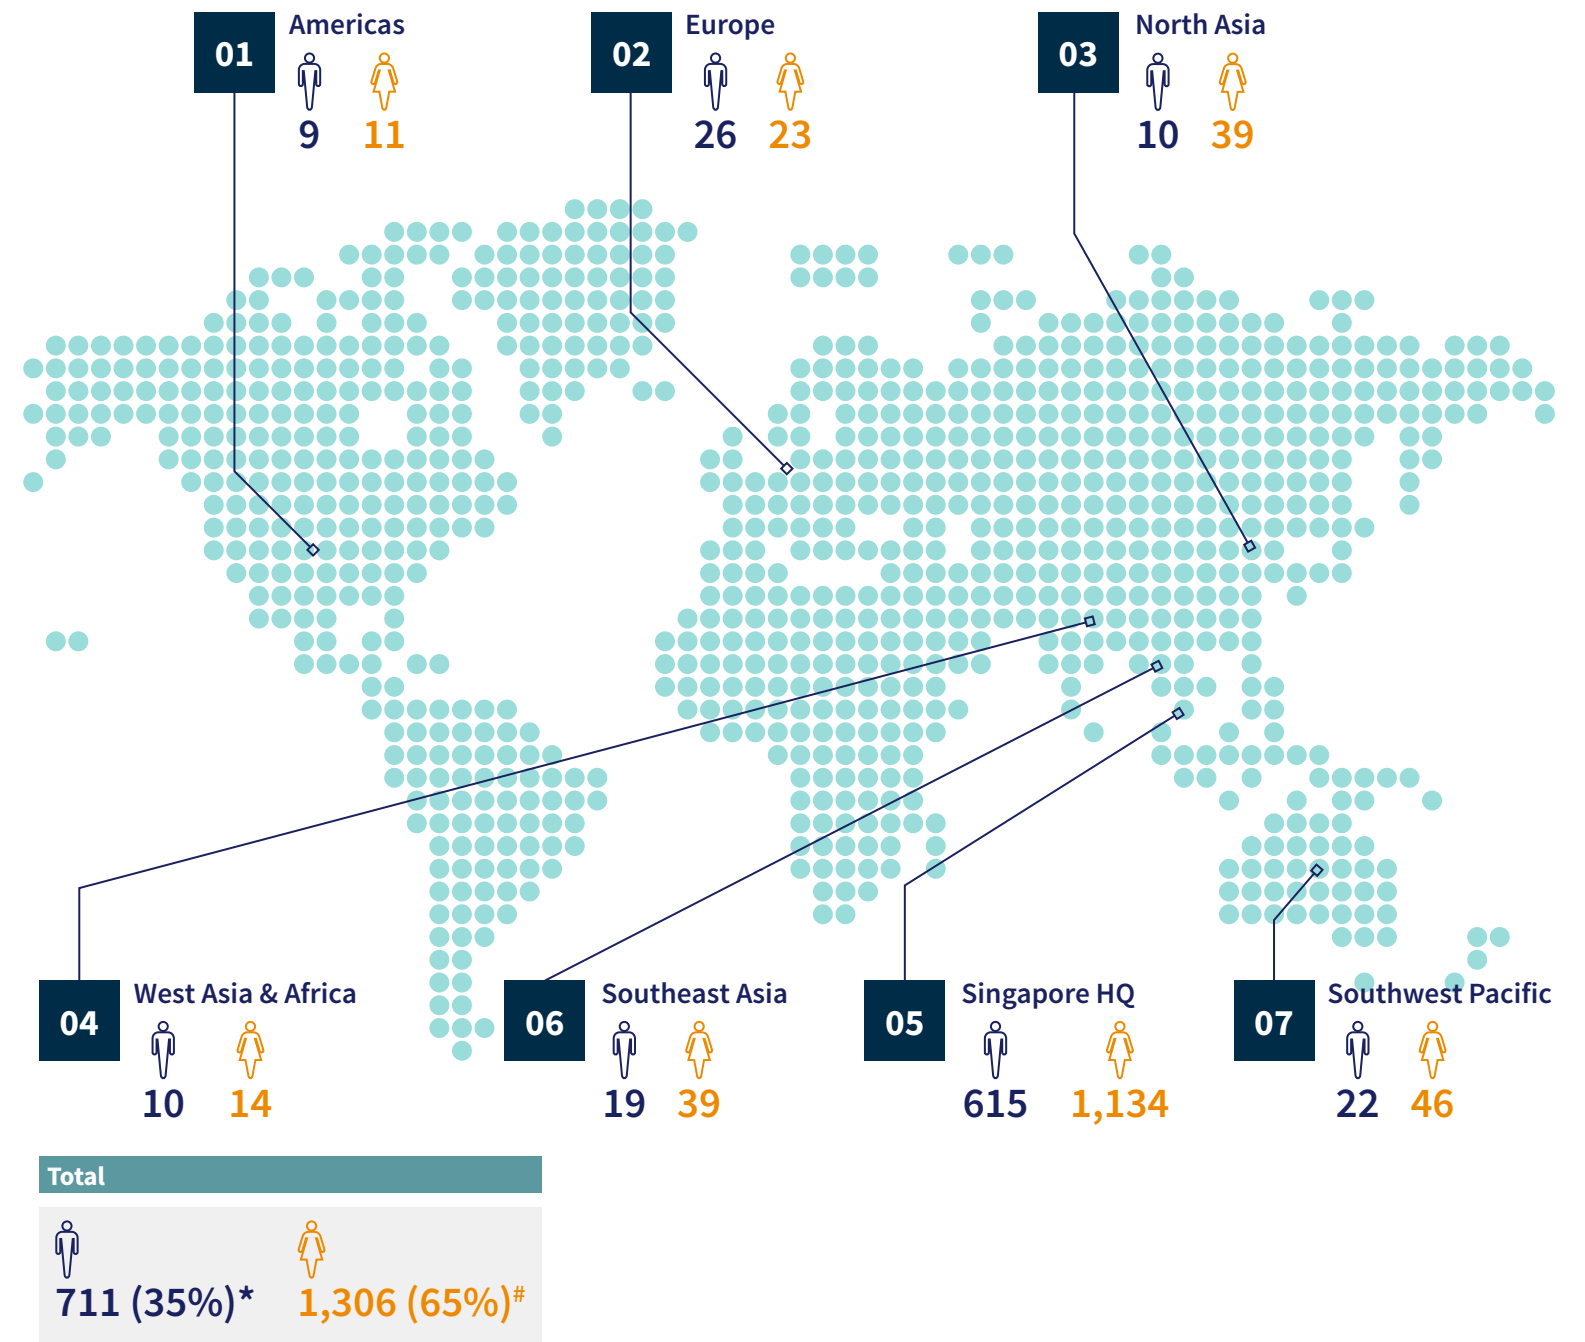 01
Americas
9 11
02
Europe
26 23
03
North Asia
10 39
04
West Asia & Africa
10 14
06
Southeast Asia
19 39
05
Singapore HQ
615 1,134
07
Southwest Pacific
22 46
Total
711 (35%)* 1,306 (65%)#